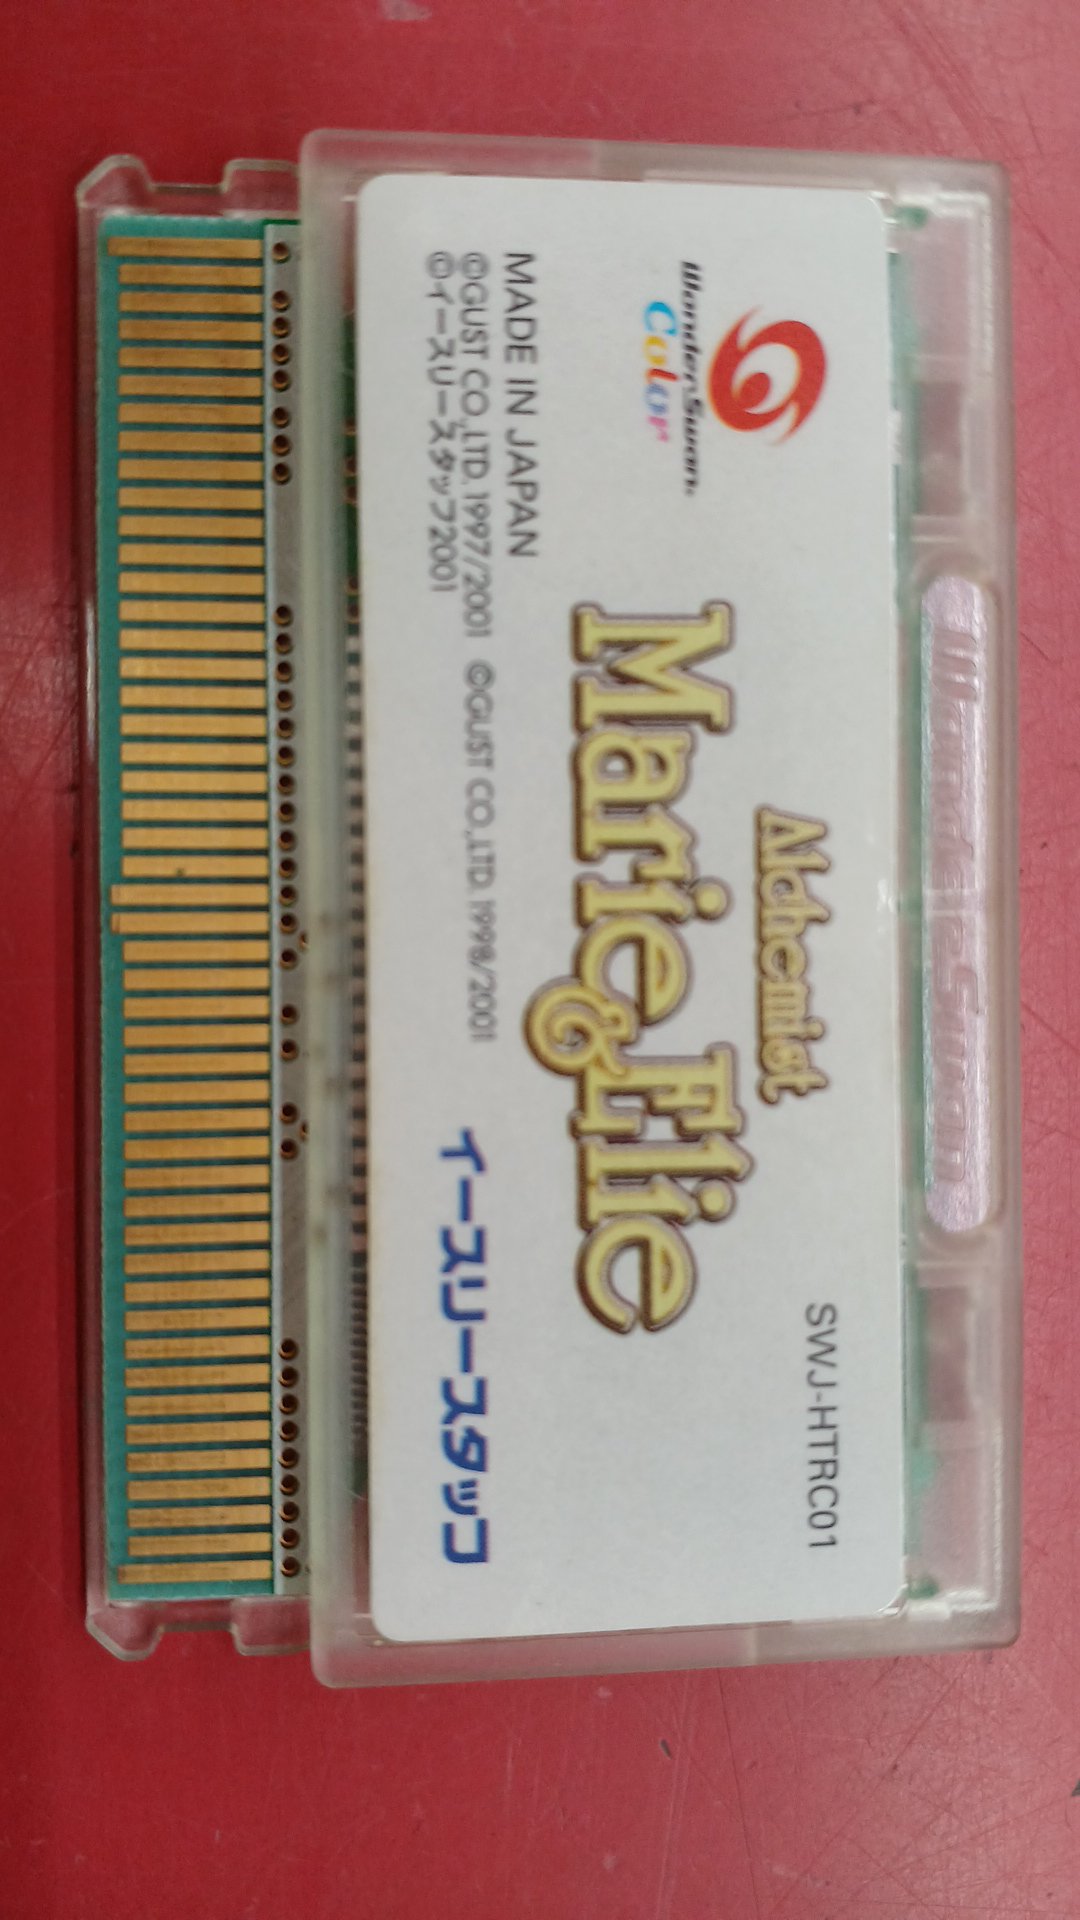 WonderSwan
SWJ-HTRC01
WonderSwan.
Color
Alchemist
Marie
&Elie
MADE IN JAPAN
©GUST CO.,LTD. 1997/2001 ©GUST CO.,LTD. 1998/2001
©イースリースタッフ2001
イースリースタッフ